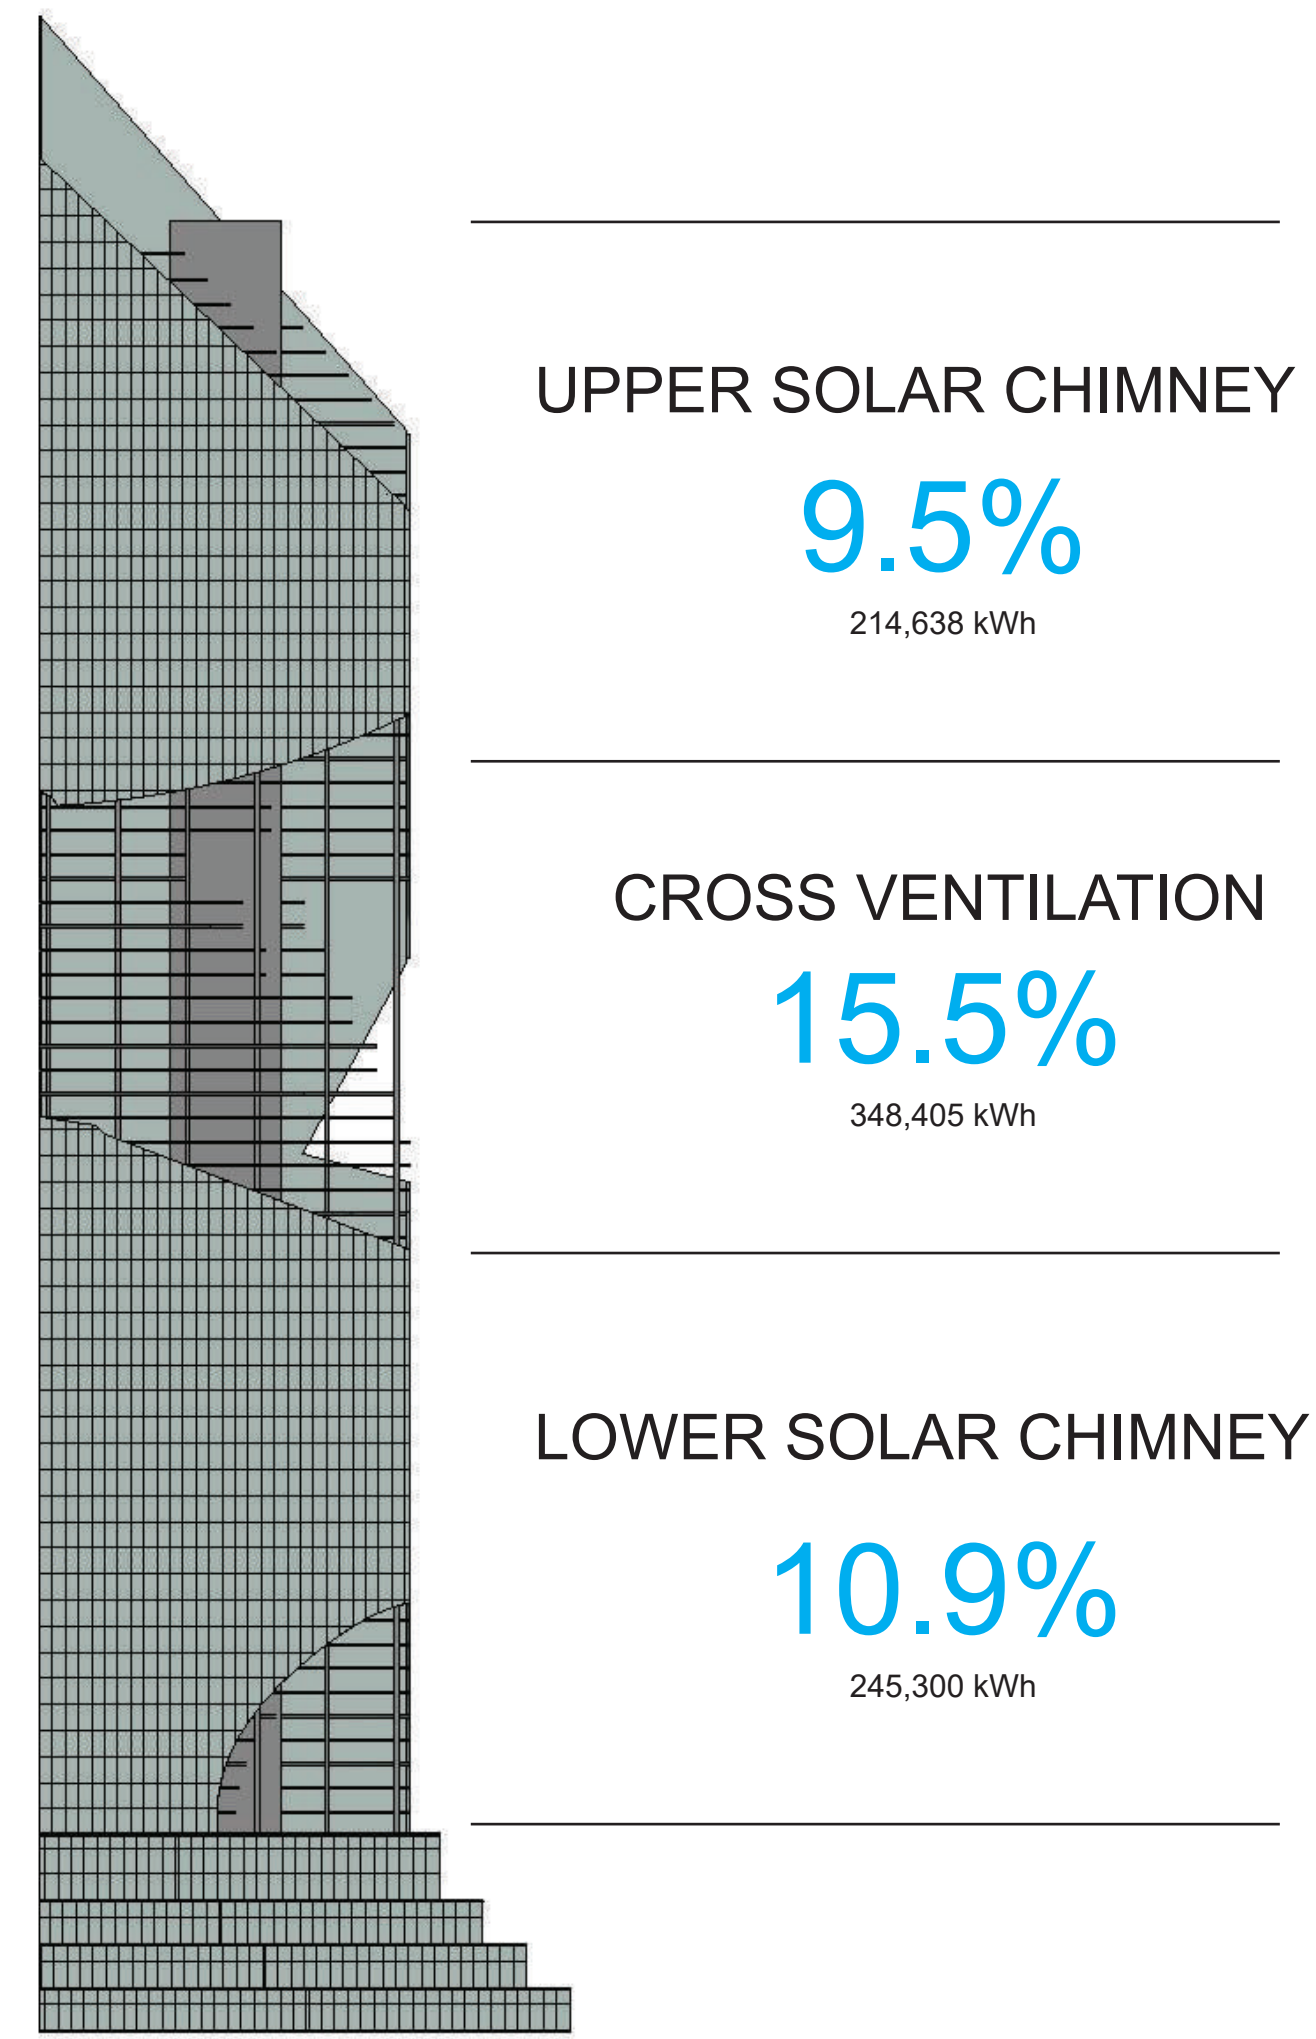 UPPER SOLAR CHIMNEY
9.5%
214,638 kWh
CROSS VENTILATION
15.5%
348,405 kWh
LOWER SOLAR CHIMNEY
10.9%
245,300 kWh